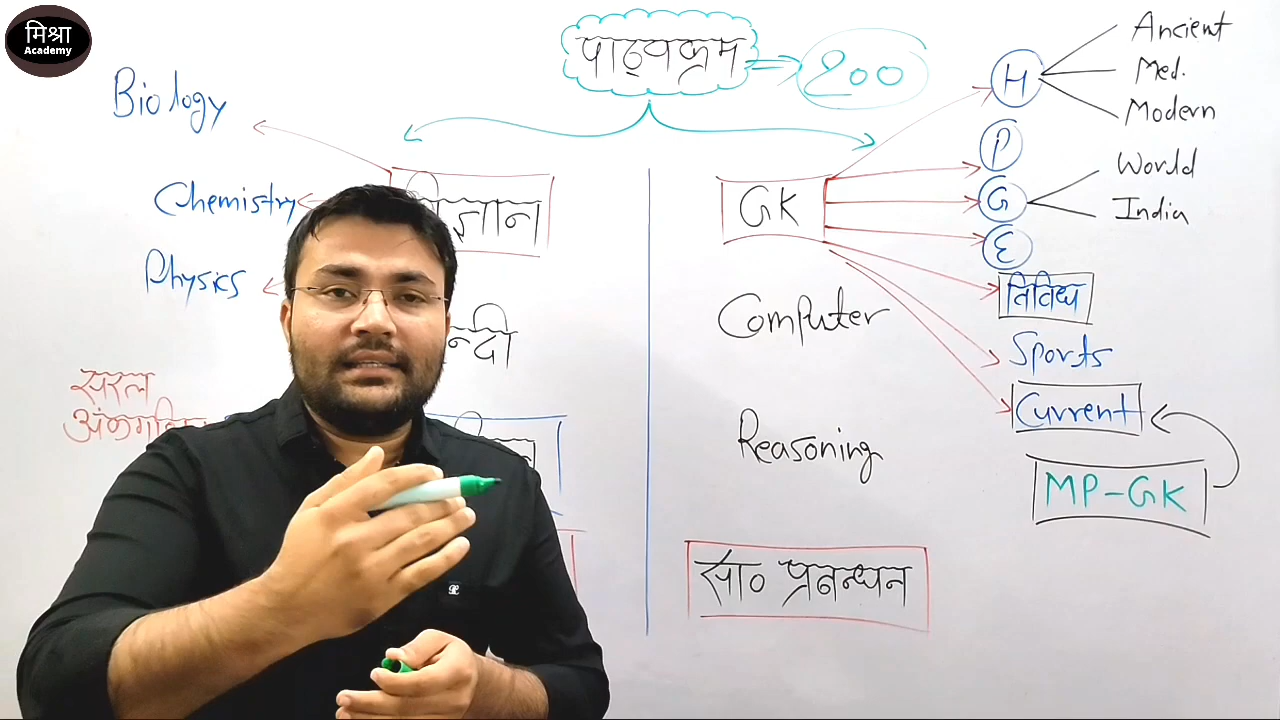 मिश्रा
Academy
पाठ्यक्रम
200
Biology
Chemistry
Physics
विज्ञान
न्दी
सरल
GK
Computer
Reasoning
सा० प्रबन्धन
H
Ancient
Med.
Modern
P
G
World
India
E
विविध
Sports
Current
MP-GK